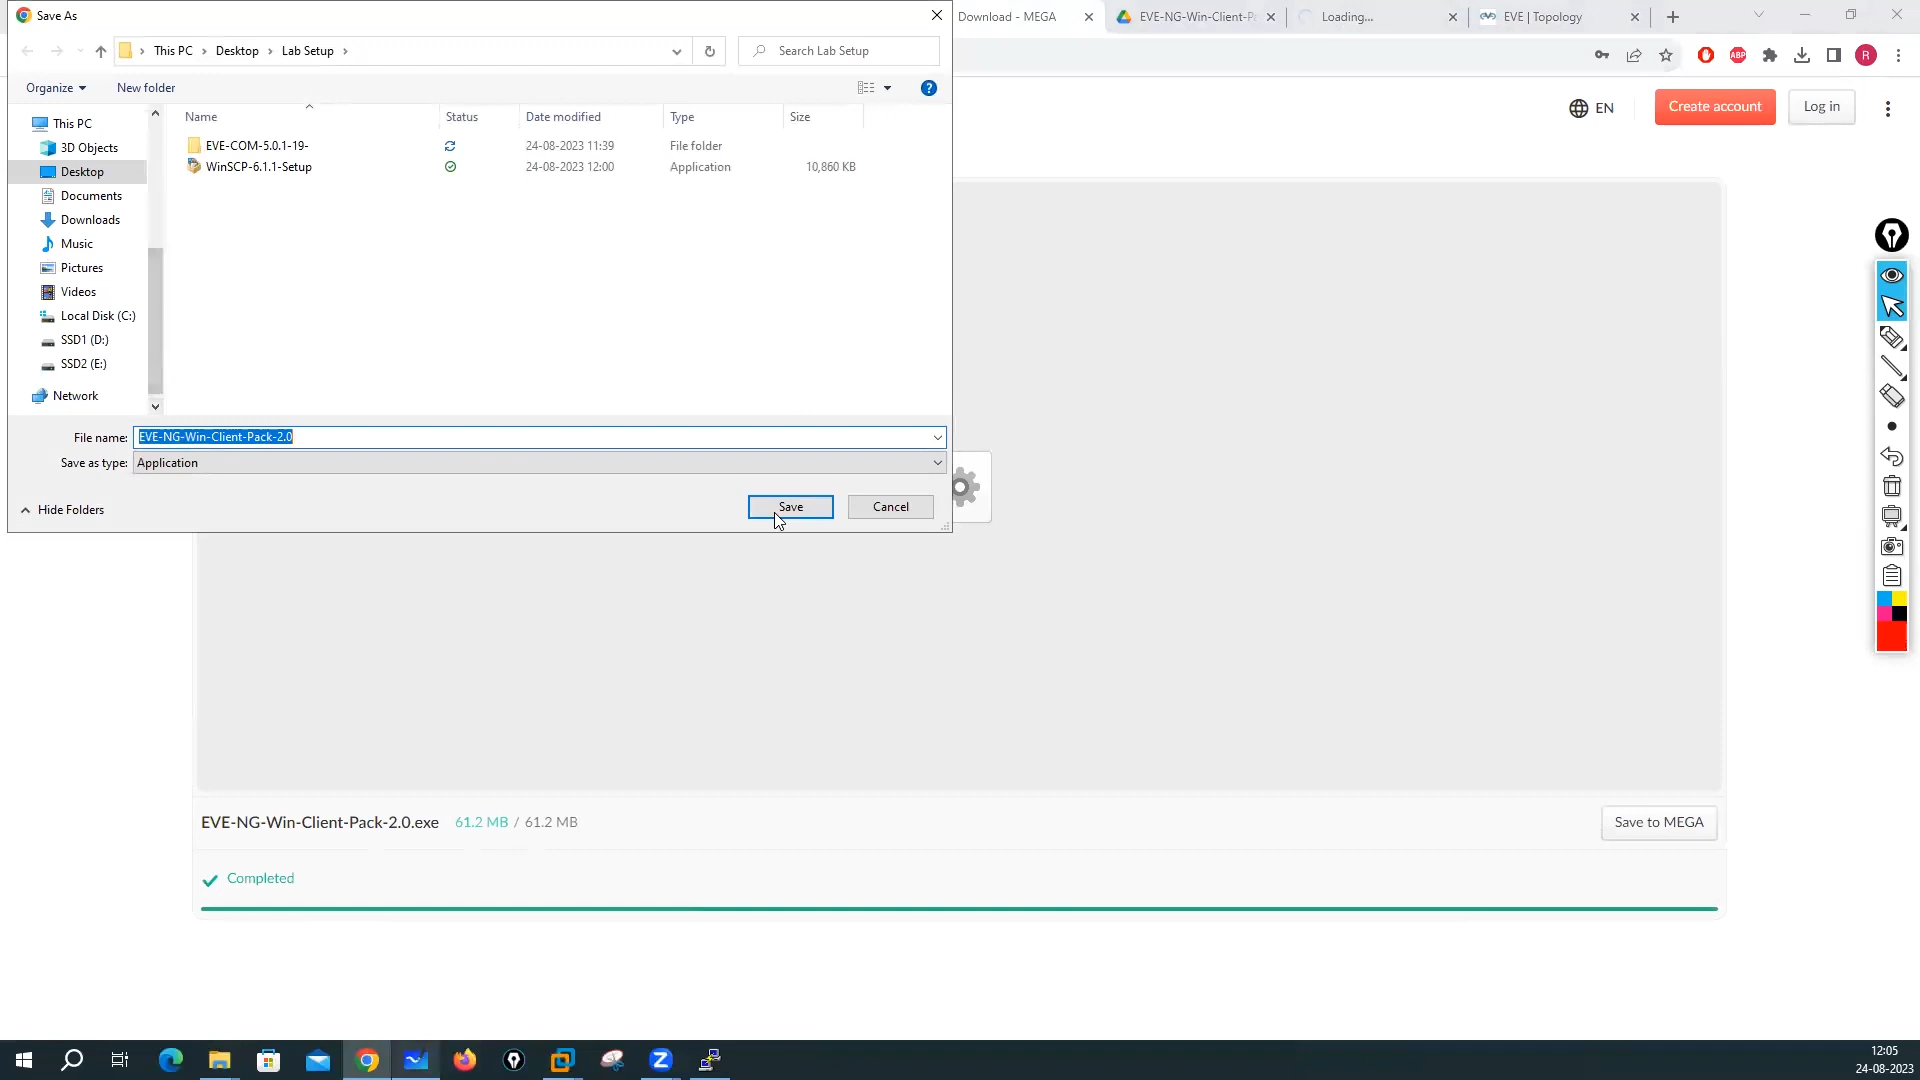 Save As
Download - MEGA
EVE-NG-Win-Client-P
Loading...
EVE | Topology
This PC
Desktop
Lab Setup
Search Lab Setup
ABP
R
Organize
New folder
?
EN
Create account
Log in
This PC
3D Objects
Desktop
Documents
Downloads
Music
Pictures
Videos
Local Disk (C:)
SSD1 (D:)
SSD2 (E:)
Network
Name
Status
Date modified
Type
Size
EVE-COM-5.0.1-19-
24-08-2023 11:39
File folder
WinSCP-6.1.1-Setup
24-08-2023 12:00
Application
10,860 KB
File name:
EVE-NG-Win-Client-Pack-2.0
Save as type:
Application
Hide Folders
Save
Cancel
EVE-NG-Win-Client-Pack-2.0.exe
61.2 MB / 61.2 MB
Save to MEGA
Completed
12:05
24-08-2023